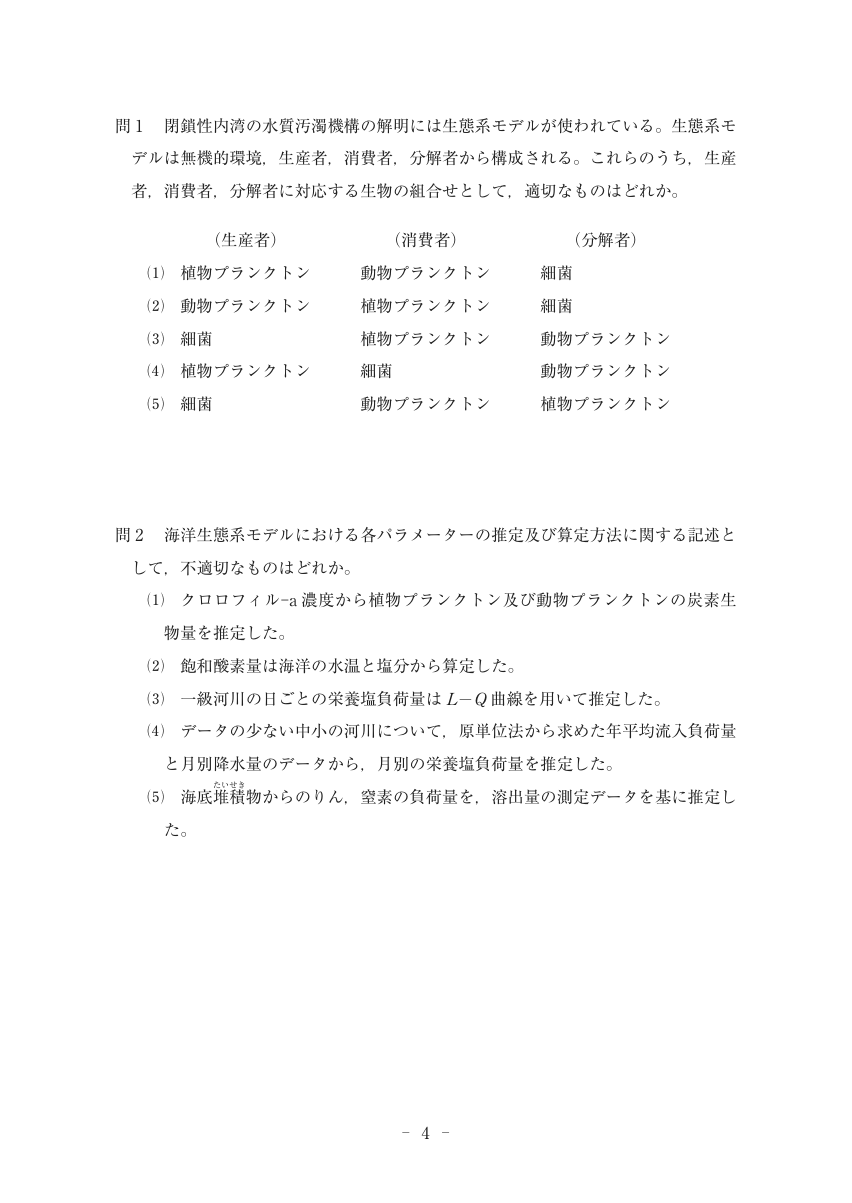 問1　閉鎖性内湾の水質汚濁機構の解明には生態系モデルが使われている。生態系モ
デルは無機的環境，生産者，消費者，分解者から構成される。これらのうち，生産
者，消費者，分解者に対応する生物の組合せとして，適切なものはどれか。
（生産者）　（消費者）　（分解者）
(1)　植物プランクトン　動物プランクトン　細菌
(2)　動物プランクトン　植物プランクトン　細菌
(3)　細菌　植物プランクトン　動物プランクトン
(4)　植物プランクトン　細菌　動物プランクトン
(5)　細菌　動物プランクトン　植物プランクトン
問2　海洋生態系モデルにおける各パラメーターの推定及び算定方法に関する記述と
して，不適切なものはどれか。
(1)　クロロフィル-a 濃度から植物プランクトン及び動物プランクトンの炭素生
物量を推定した。
(2)　飽和酸素量は海洋の水温と塩分から算定した。
(3)　一級河川の日ごとの栄養塩負荷量は L－Q 曲線を用いて推定した。
(4)　データの少ない中小の河川について，原単位法から求めた年平均流入負荷量
と月別降水量のデータから，月別の栄養塩負荷量を推定した。
たいせき
(5)　海底堆積物からのりん，窒素の負荷量を，溶出量の測定データを基に推定し
た。
- 4 -